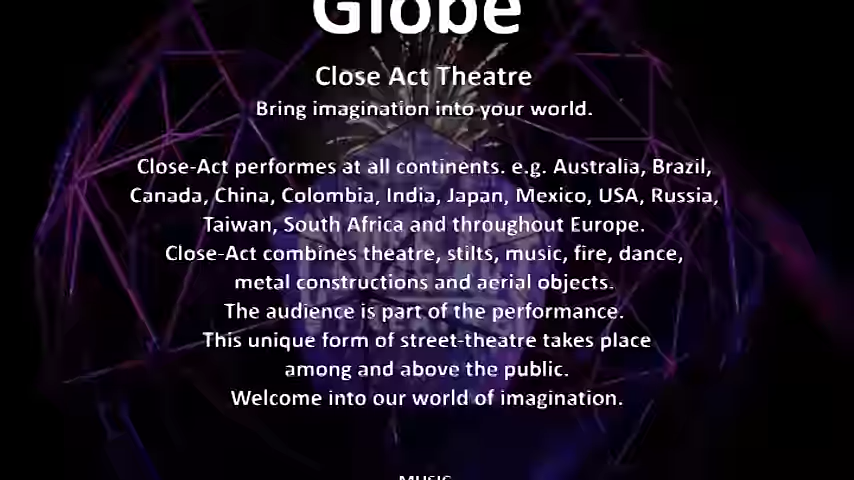 Globe
Close Act Theatre
Bring imagination into your world.
Close-Act performes at all continents. e.g. Australia, Brazil,
Canada, China, Colombia, India, Japan, Mexico, USA, Russia,
Taiwan, South Africa and throughout Europe.
Close-Act combines theatre, stilts, music, fire, dance,
metal constructions and aerial objects.
The audience is part of the performance.
This unique form of street-theatre takes place
among and above the public.
Welcome into our world of imagination.
MUSIC